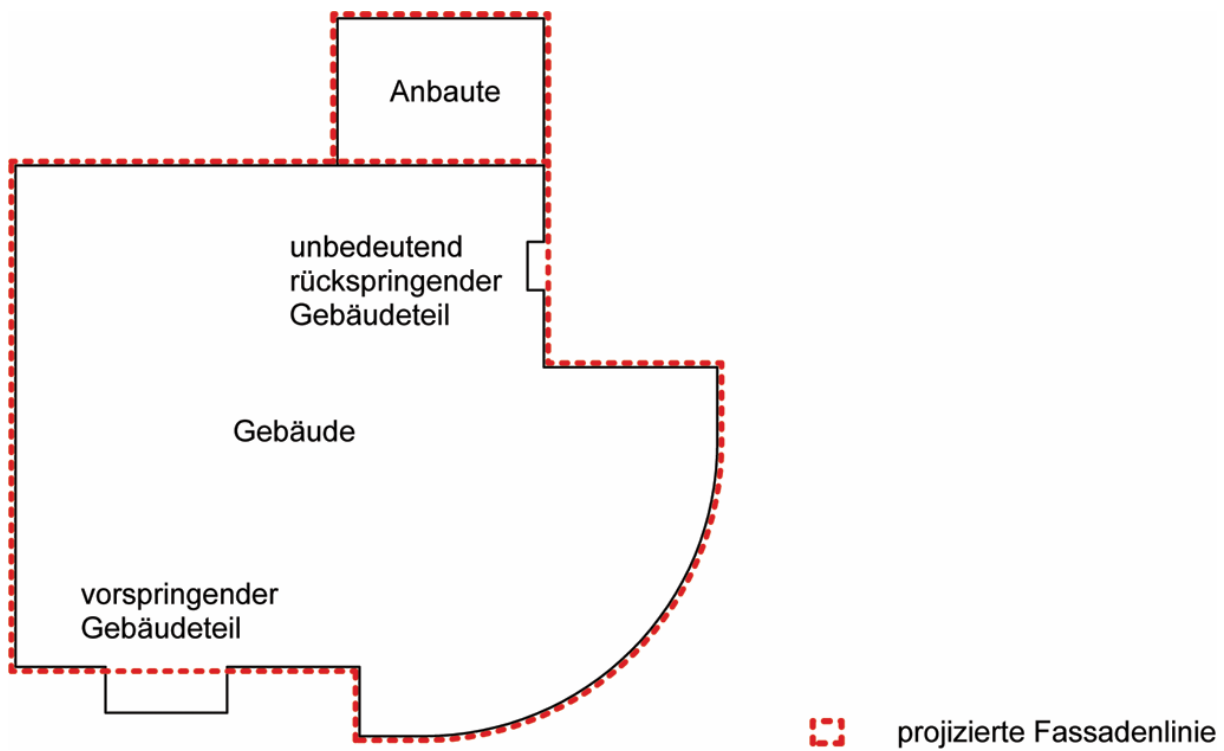 Anbaute
unbedeutend
rückspringender
Gebäudeteil
Gebäude
vorspringender
Gebäudeteil
projizierte Fassadenlinie